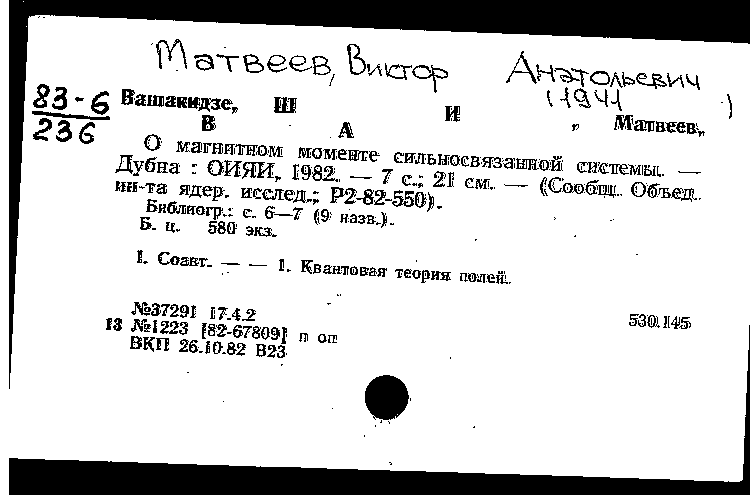 Матвеев, Виктор Анатольевич
(1941 )
83-6
236
Вашакидзе, Ш И , Матвеев,
В А
О магнитном моменте сильносвязанной системы. —
Дубна : ОИЯИ, 1982. — 7 с.; 21 см. — (Сообщ. Объед.
ин-та ядер. исслед.; Р2-82-550).
Библиогр.: с. 6—7 (9 назв.).
Б. ц. 580 экз.
1. Соавт. — — 1. Квантовая теория полей.
№37291 17.4.2 530.145
13 №1223 [82-67809] п оп
ВКП 26.10.82 В23